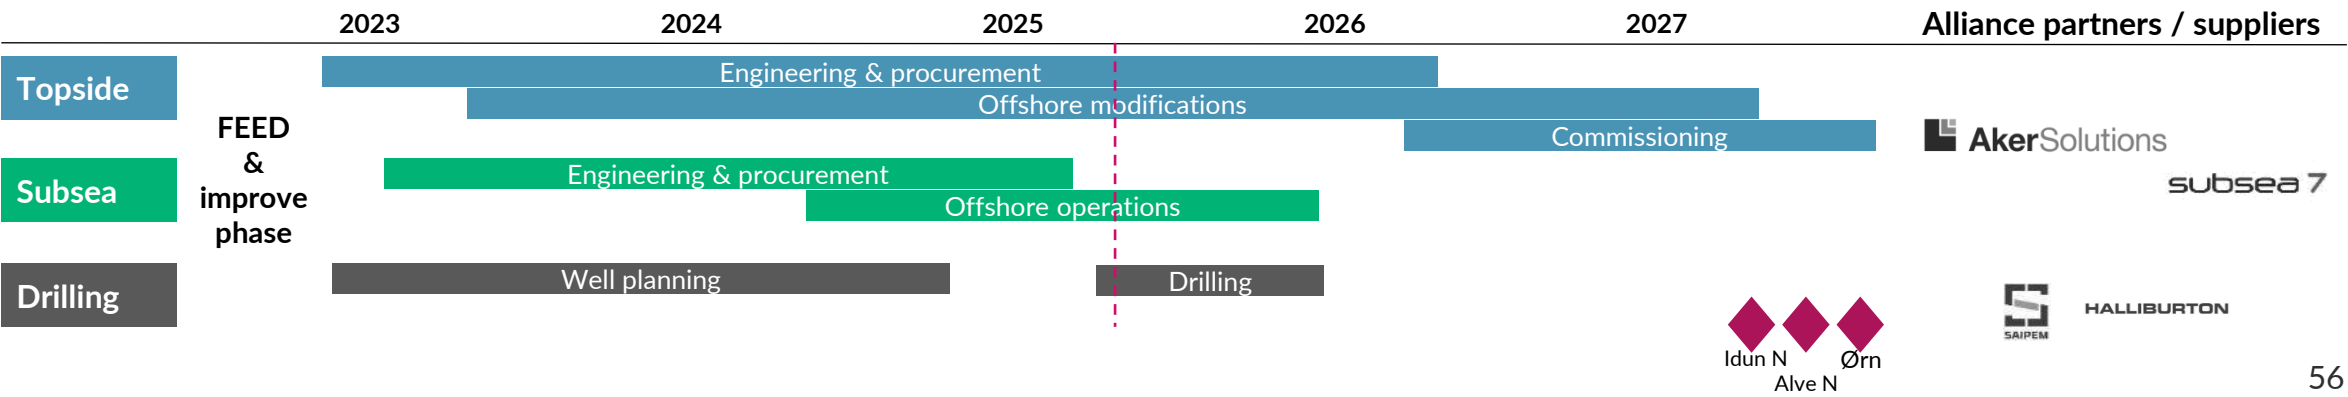 2023 2024 2025 2026 2027 Alliance partners / suppliers
Topside
Engineering & procurement
Offshore modifications
Commissioning
FEED
&
improve
phase
AkerSolutions
subsea 7
Subsea
Engineering & procurement
Offshore operations
Drilling
Well planning
Drilling
SAIPEM
HALLIBURTON
Idun N
Alve N
Ørn
56